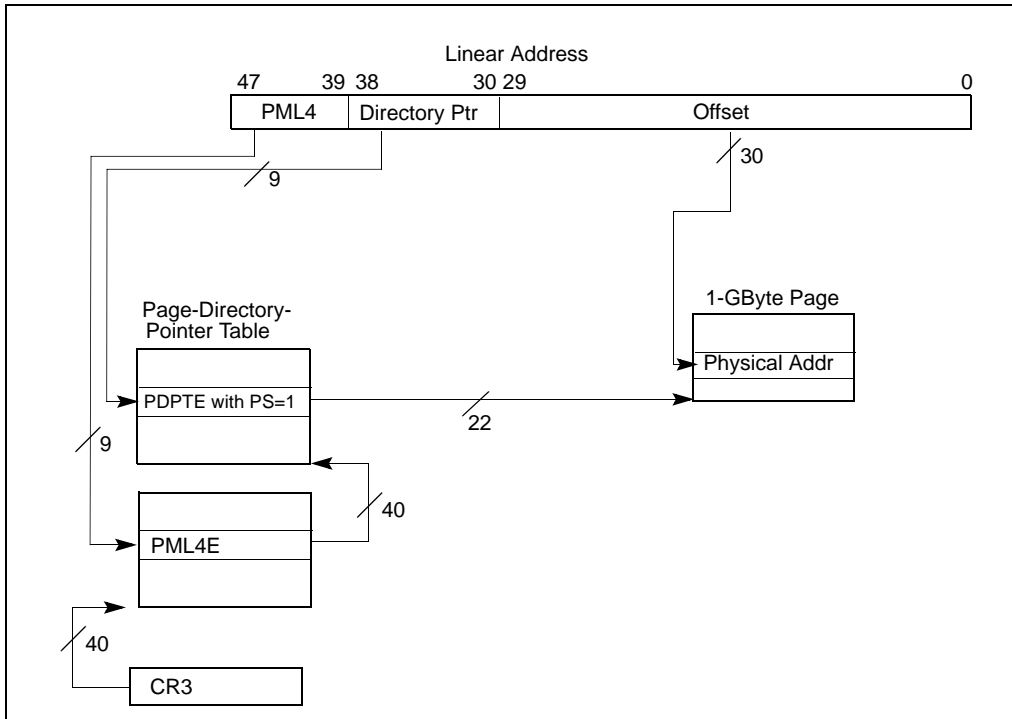 Linear Address
47 39 38 30 29 0
PML4 Directory Ptr Offset
9
30
Page-Directory-
Pointer Table
1-GByte Page
Physical Addr
PDPTE with PS=1
22
9
40
PML4E
40
CR3